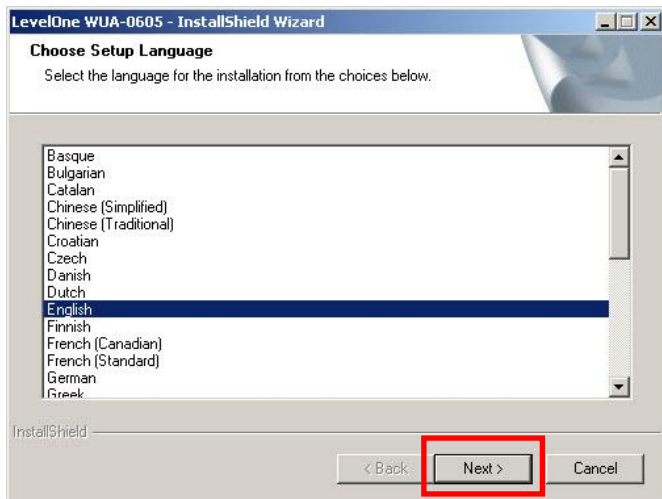 LevelOne WUA-0605 - InstallShield Wizard
Choose Setup Language
Select the language for the installation from the choices below.
Basque
Bulgarian
Catalan
Chinese (Simplified)
Chinese (Traditional)
Croatian
Czech
Danish
Dutch
English
Finnish
French (Canadian)
French (Standard)
German
Greek
InstallShield
< Back
Next >
Cancel